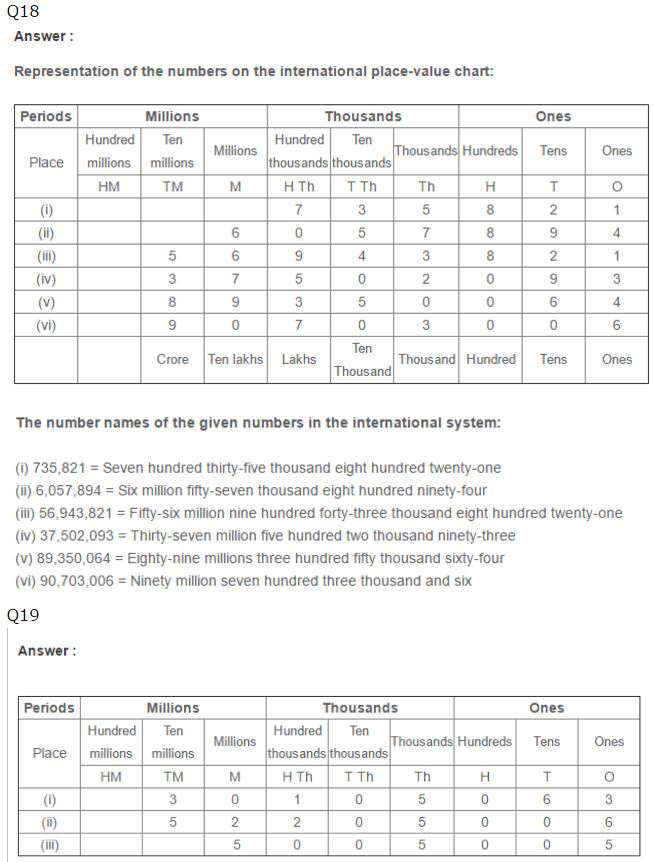 Q18
Answer :
Representation of the numbers on the international place-value chart:
Periods Millions Thousands Ones
Place Hundred millions Ten millions Millions Hundred thousands Ten thousands Thousands Hundreds Tens Ones
HM TM M H Th T Th Th H T O
(i) 7 3 5 8 2 1
(ii) 6 0 5 7 8 9 4
(iii) 5 6 9 4 3 8 2 1
(iv) 3 7 5 0 2 0 9 3
(v) 8 9 3 5 0 0 6 4
(vi) 9 0 7 0 3 0 0 6
Crore Ten lakhs Lakhs Ten Thousand Thousand Hundred Tens Ones
The number names of the given numbers in the international system:
(i) 735,821 = Seven hundred thirty-five thousand eight hundred twenty-one
(ii) 6,057,894 = Six million fifty-seven thousand eight hundred ninety-four
(iii) 56,943,821 = Fifty-six million nine hundred forty-three thousand eight hundred twenty-one
(iv) 37,502,093 = Thirty-seven million five hundred two thousand ninety-three
(v) 89,350,064 = Eighty-nine millions three hundred fifty thousand sixty-four
(vi) 90,703,006 = Ninety million seven hundred three thousand and six
Q19
Answer :
Periods Millions Thousands Ones
Place Hundred millions Ten millions Millions Hundred thousands Ten thousands Thousands Hundreds Tens Ones
HM TM M H Th T Th Th H T O
(i) 3 0 1 0 5 0 6 3
(ii) 5 2 2 0 5 0 0 6
(iii) 5 0 0 5 0 0 5